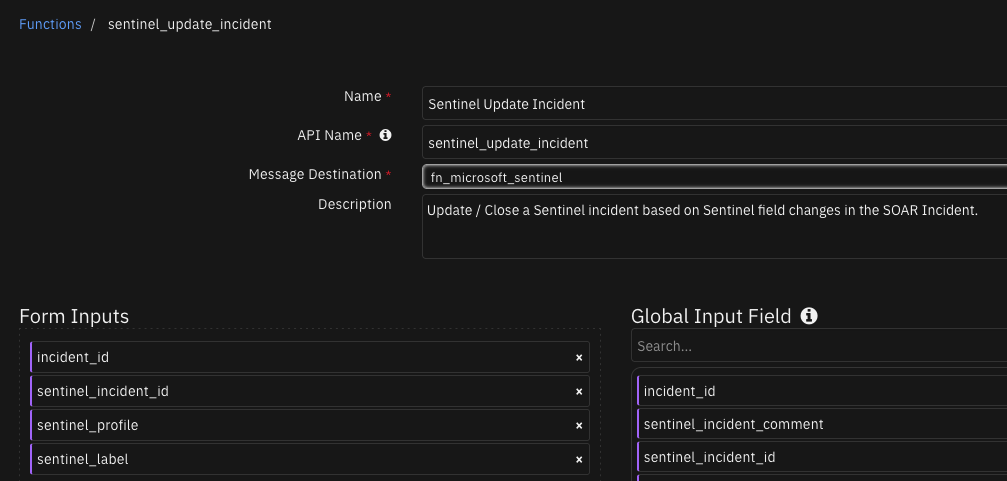 Functions / sentinel_update_incident
Name * Sentinel Update Incident
API Name * sentinel_update_incident
Message Destination * fn_microsoft_sentinel
Description Update / Close a Sentinel incident based on Sentinel field changes in the SOAR Incident.
Form Inputs
incident_id ×
sentinel_incident_id ×
sentinel_profile ×
sentinel_label ×
Global Input Field
Search...
incident_id
sentinel_incident_comment
sentinel_incident_id